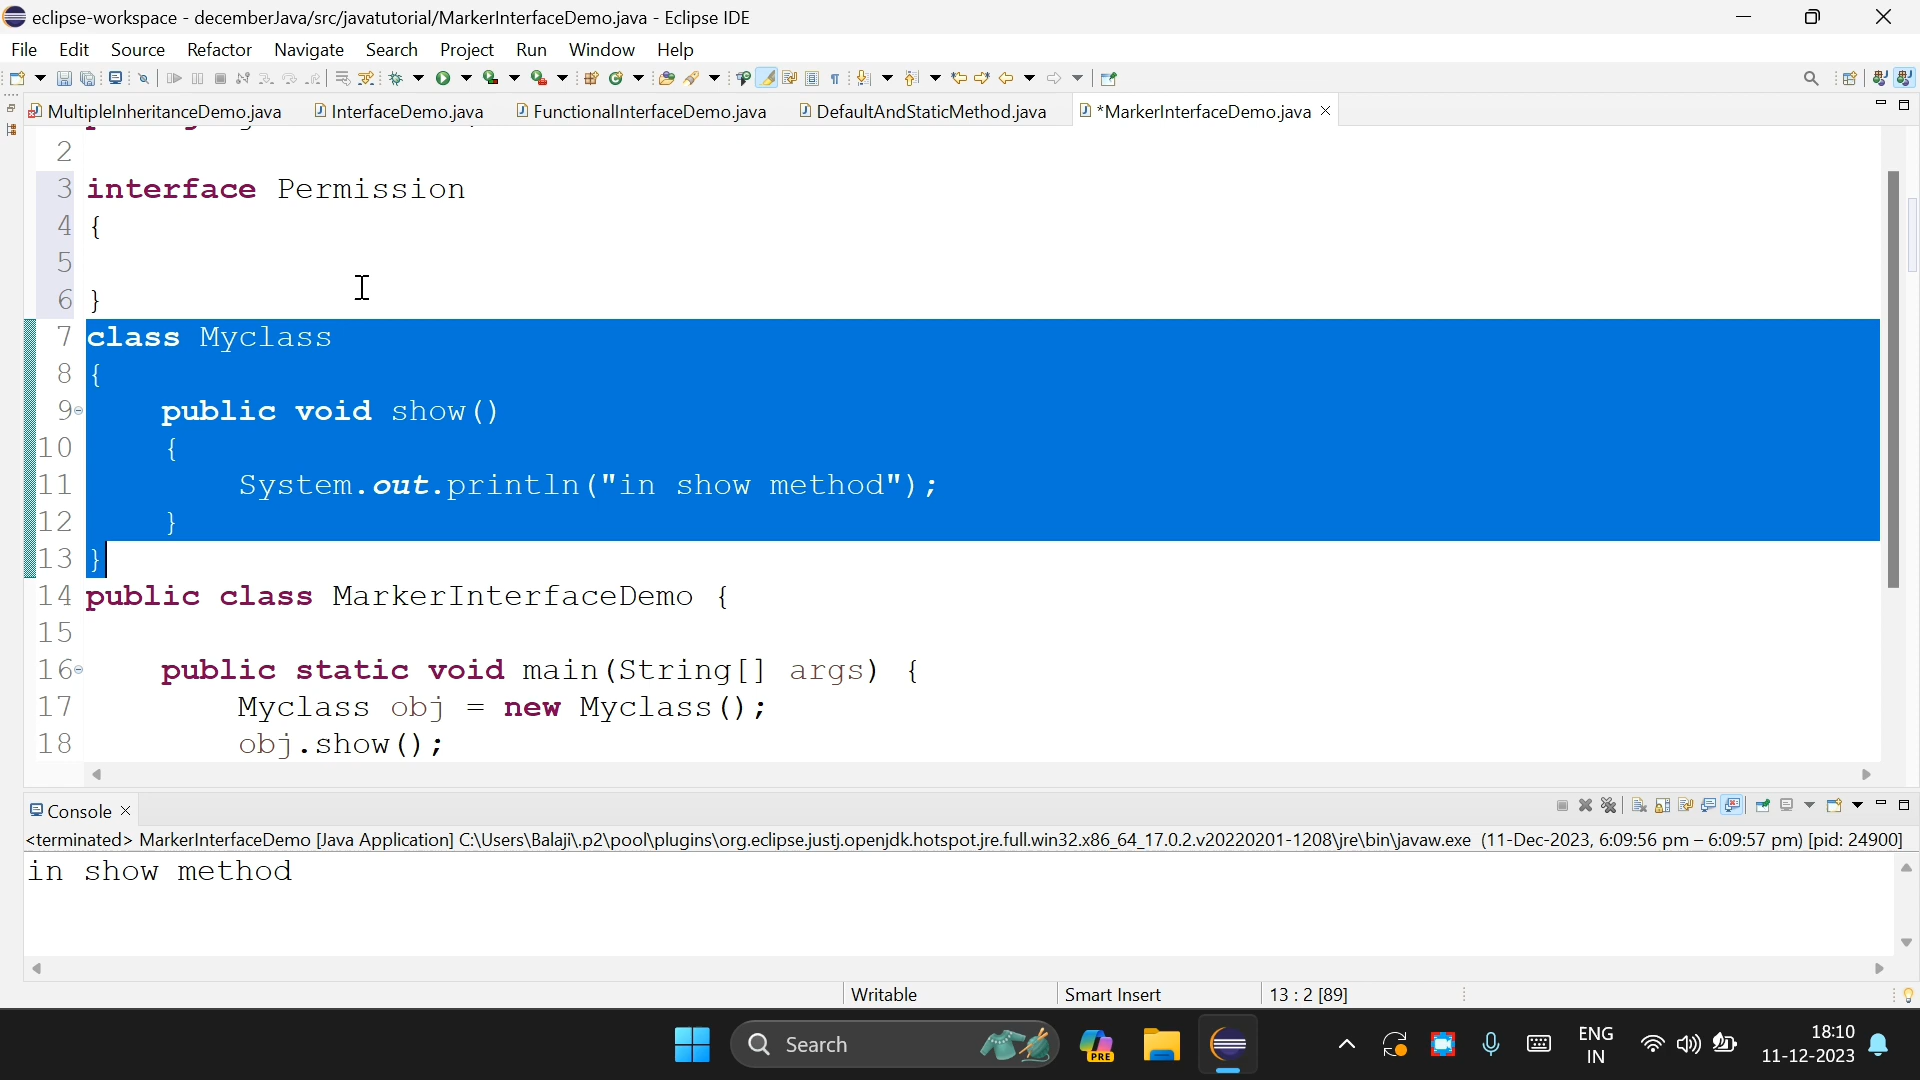 eclipse-workspace - decemberJava/src/javatutorial/MarkerInterfaceDemo.java - Eclipse IDE
File Edit Source Refactor Navigate Search Project Run Window Help
MultipleInheritanceDemo.java InterfaceDemo.java FunctionalInterfaceDemo.java DefaultAndStaticMethod.java *MarkerInterfaceDemo.java
2
3 interface Permission
4 {
5
6 }
7 class Myclass
8 {
9 public void show()
10 {
11 System.out.println("in show method");
12 }
13 }
14 public class MarkerInterfaceDemo {
15
16 public static void main(String[] args) {
17 Myclass obj = new Myclass();
18 obj.show();
Console
<terminated> MarkerInterfaceDemo [Java Application] C:\Users\Balaji\.p2\pool\plugins\org.eclipse.justj.openjdk.hotspot.jre.full.win32.x86_64_17.0.2.v20220201-1208\jre\bin\javaw.exe (11-Dec-2023, 6:09:56 pm – 6:09:57 pm) [pid: 24900]
in show method
Writable Smart Insert 13 : 2 [89]
Search PRE ENG IN 18:10 11-12-2023